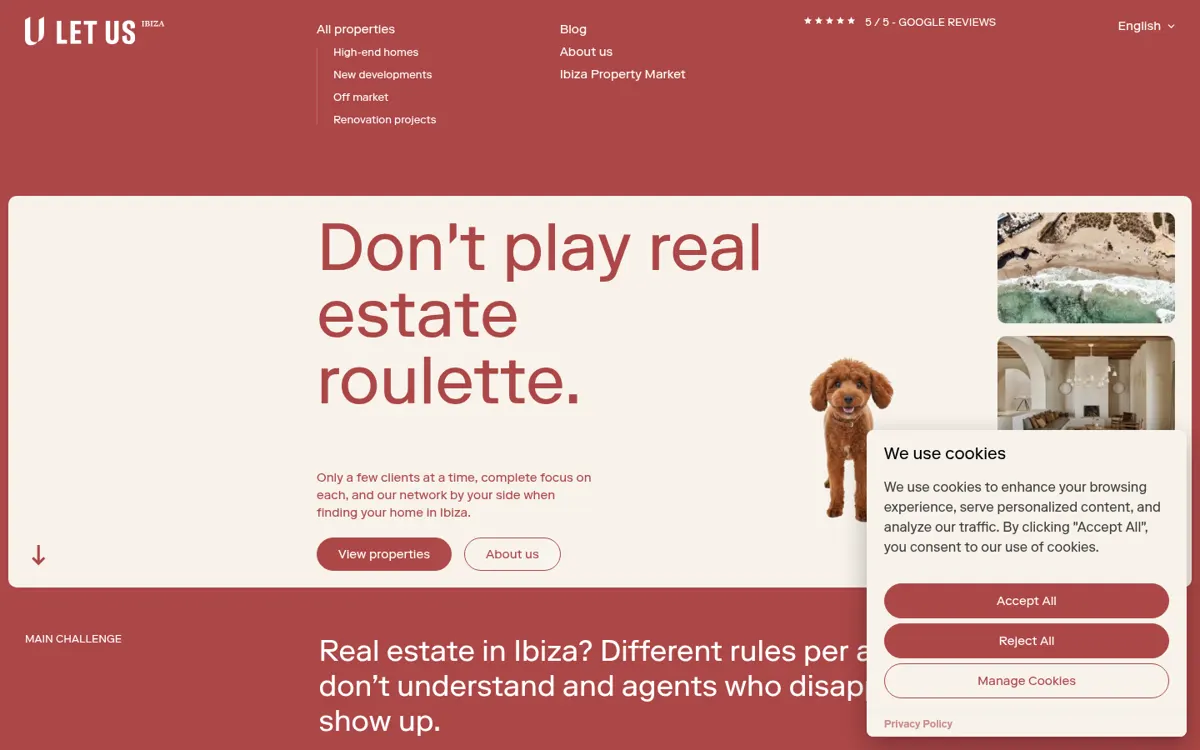 LET US IBIZA
All properties
High-end homes
New developments
Off market
Renovation projects
Blog
About us
Ibiza Property Market
5 / 5 - GOOGLE REVIEWS
English
Don't play real
estate
roulette.
Only a few clients at a time, complete focus on
each, and our network by your side when
finding your home in Ibiza.
View properties
About us
MAIN CHALLENGE
Real estate in Ibiza? Different rules per
don't understand and agents who
show up.
We use cookies
We use cookies to enhance your browsing
experience, serve personalized content, and
analyze our traffic. By clicking "Accept All",
you consent to our use of cookies.
Accept All
Reject All
Manage Cookies
Privacy Policy